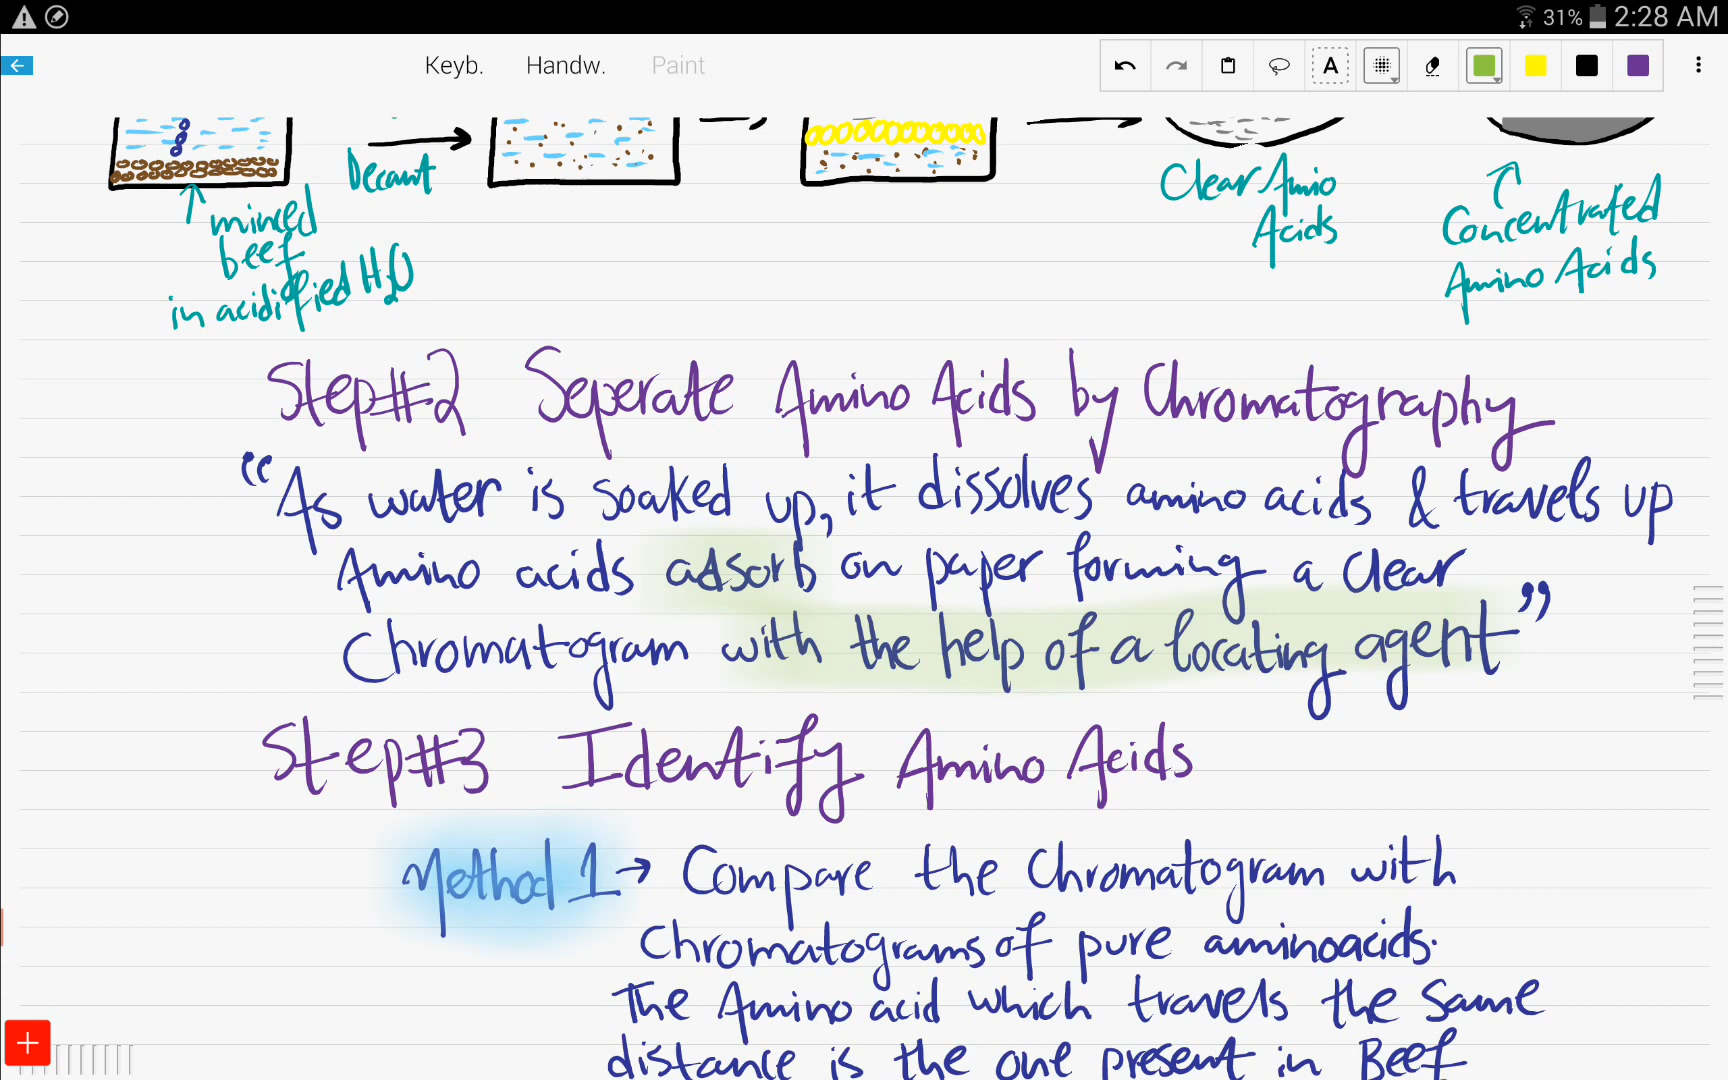 31% 2:28 AM
Keyb. Handw. Paint
A
Decant
minced
beef
in acidified H2O
Clear Amio
Acids
Concentrated
Amino Acids
Step#2 Seperate Amino Acids by Chromatography
“As water is soaked up, it dissolves amino acids & travels up
Amino acids adsorb on paper forming a clear
Chromatogram with the help of a locating agent”
Step#3 Identify Amino Acids
Method 1→ Compare the Chromatogram with
Chromatograms of pure aminoacids.
The Amino acid which travels the same
distance is the one present in Beef